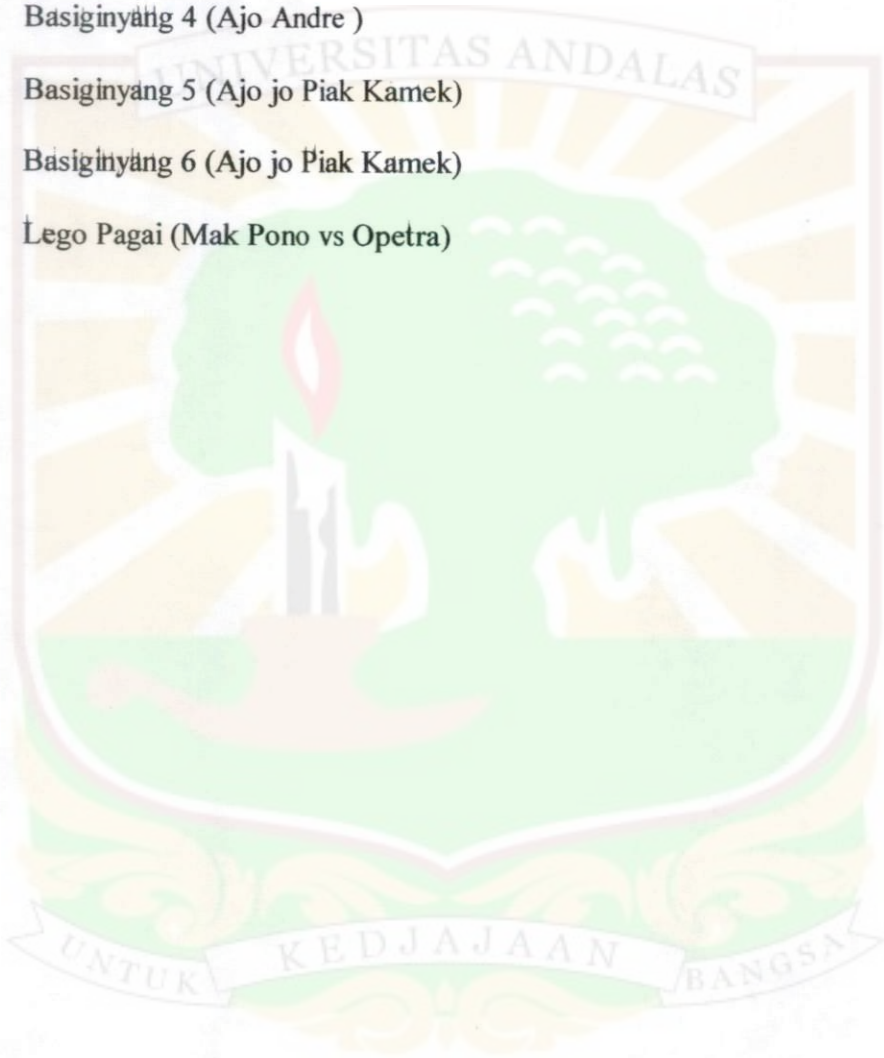 Basiginyang 4 (Ajo Andre )
UNIVERSITAS ANDALAS
Basiginyang 5 (Ajo jo Piak Kamek)
Basiginyang 6 (Ajo jo Piak Kamek)
Lego Pagai (Mak Pono vs Opetra)
UNTUK KEDJAJAAN BANGSA